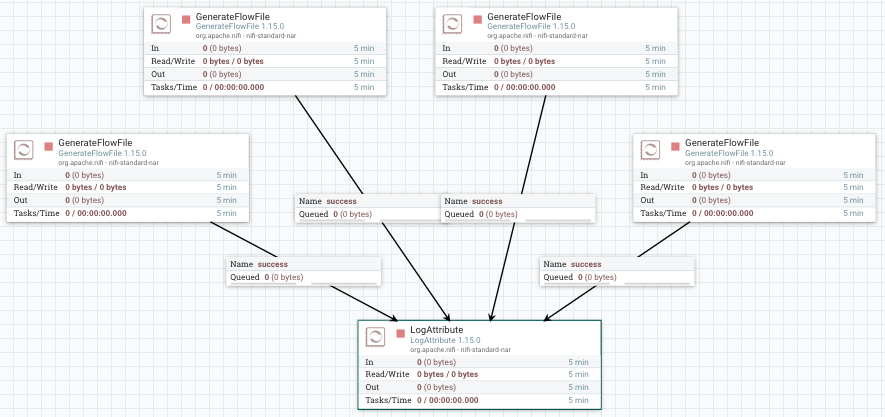 GenerateFlowFile
GenerateFlowFile 1.15.0
org.apache.nifi - nifi-standard-nar
In 0 (0 bytes) 5 min
Read/Write 0 bytes / 0 bytes 5 min
Out 0 (0 bytes) 5 min
Tasks/Time 0 / 00:00:00.000 5 min
GenerateFlowFile
GenerateFlowFile 1.15.0
org.apache.nifi - nifi-standard-nar
In 0 (0 bytes) 5 min
Read/Write 0 bytes / 0 bytes 5 min
Out 0 (0 bytes) 5 min
Tasks/Time 0 / 00:00:00.000 5 min
GenerateFlowFile
GenerateFlowFile 1.15.0
org.apache.nifi - nifi-standard-nar
In 0 (0 bytes) 5 min
Read/Write 0 bytes / 0 bytes 5 min
Out 0 (0 bytes) 5 min
Tasks/Time 0 / 00:00:00.000 5 min
GenerateFlowFile
GenerateFlowFile 1.15.0
org.apache.nifi - nifi-standard-nar
In 0 (0 bytes) 5 min
Read/Write 0 bytes / 0 bytes 5 min
Out 0 (0 bytes) 5 min
Tasks/Time 0 / 00:00:00.000 5 min
Name success
Queued 0 (0 bytes)
Name success
Queued 0 (0 bytes)
Name success
Queued 0 (0 bytes)
Name success
Queued 0 (0 bytes)
LogAttribute
LogAttribute 1.15.0
org.apache.nifi - nifi-standard-nar
In 0 (0 bytes) 5 min
Read/Write 0 bytes / 0 bytes 5 min
Out 0 (0 bytes) 5 min
Tasks/Time 0 / 00:00:00.000 5 min